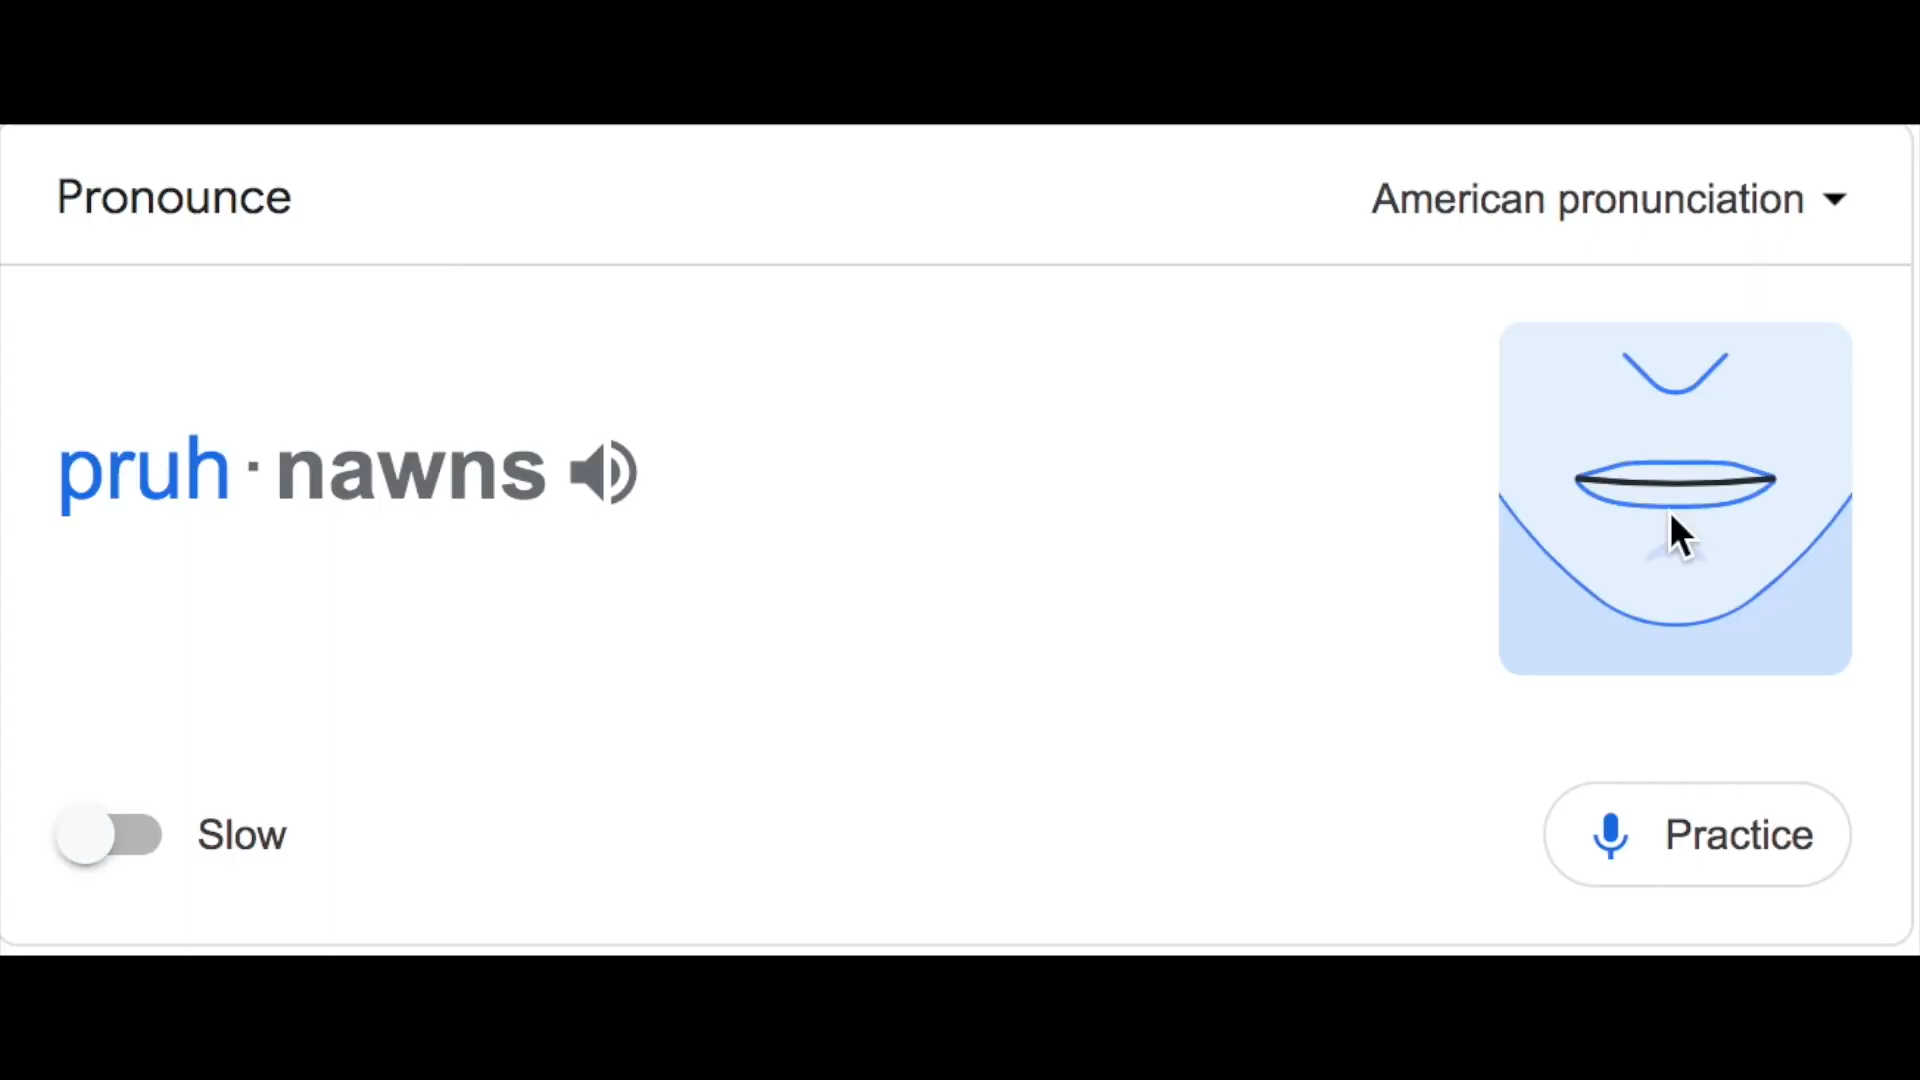 Pronounce
American pronunciation
pruh · nawns
Slow
Practice